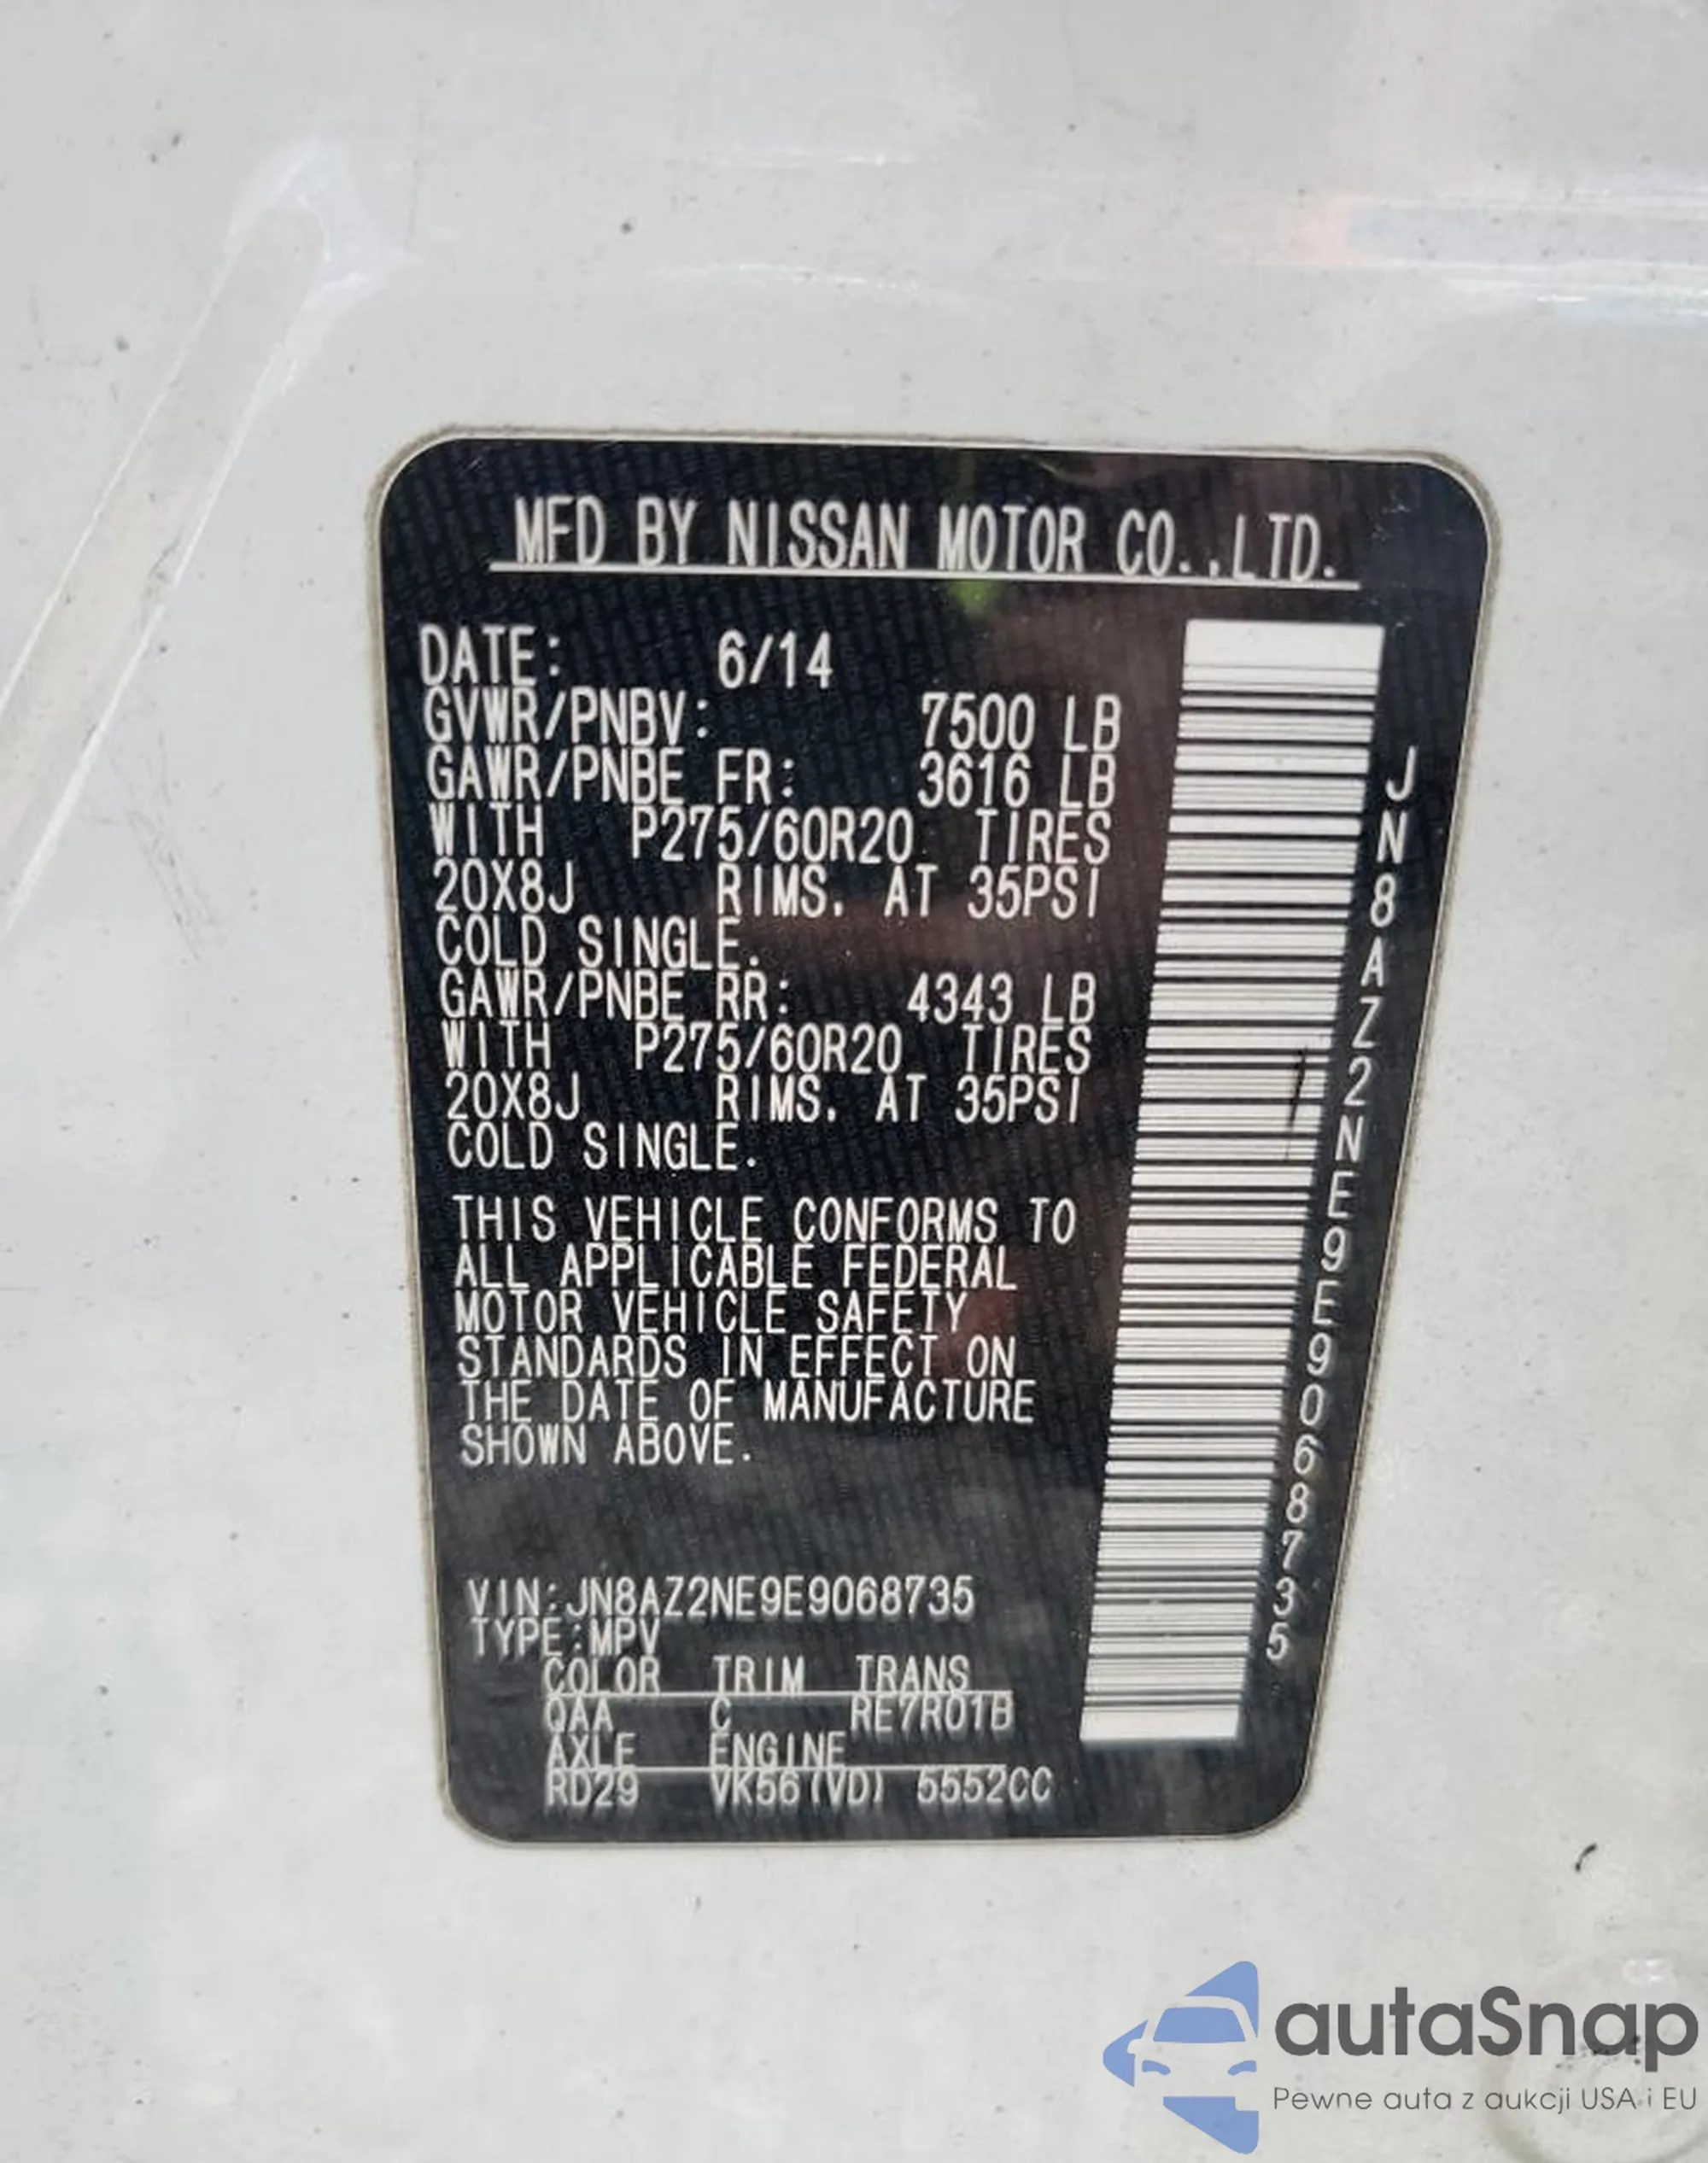 MFD BY NISSAN MOTOR CO.,LTD.
DATE: 6/14
GVWR/PNBV: 7500 LB
GAWR/PNBE FR: 3616 LB
WITH P275/60R20 TIRES
20X8J RIMS. AT 35PSI
COLD SINGLE.
GAWR/PNBE RR: 4343 LB
WITH P275/60R20 TIRES
20X8J RIMS. AT 35PSI
COLD SINGLE.
THIS VEHICLE CONFORMS TO
ALL APPLICABLE FEDERAL
MOTOR VEHICLE SAFETY
STANDARDS IN EFFECT ON
THE DATE OF MANUFACTURE
SHOWN ABOVE.
VIN:JN8AZ2NE9E9068735
TYPE:MPV
COLOR TRIM TRANS
QAA C RE7R01B
AXLE ENGINE
RD29 VK56(VD) 5552CC
JN8AZ2NE9E9068735
autaSnap
Pewne auta z aukcji USA i EU